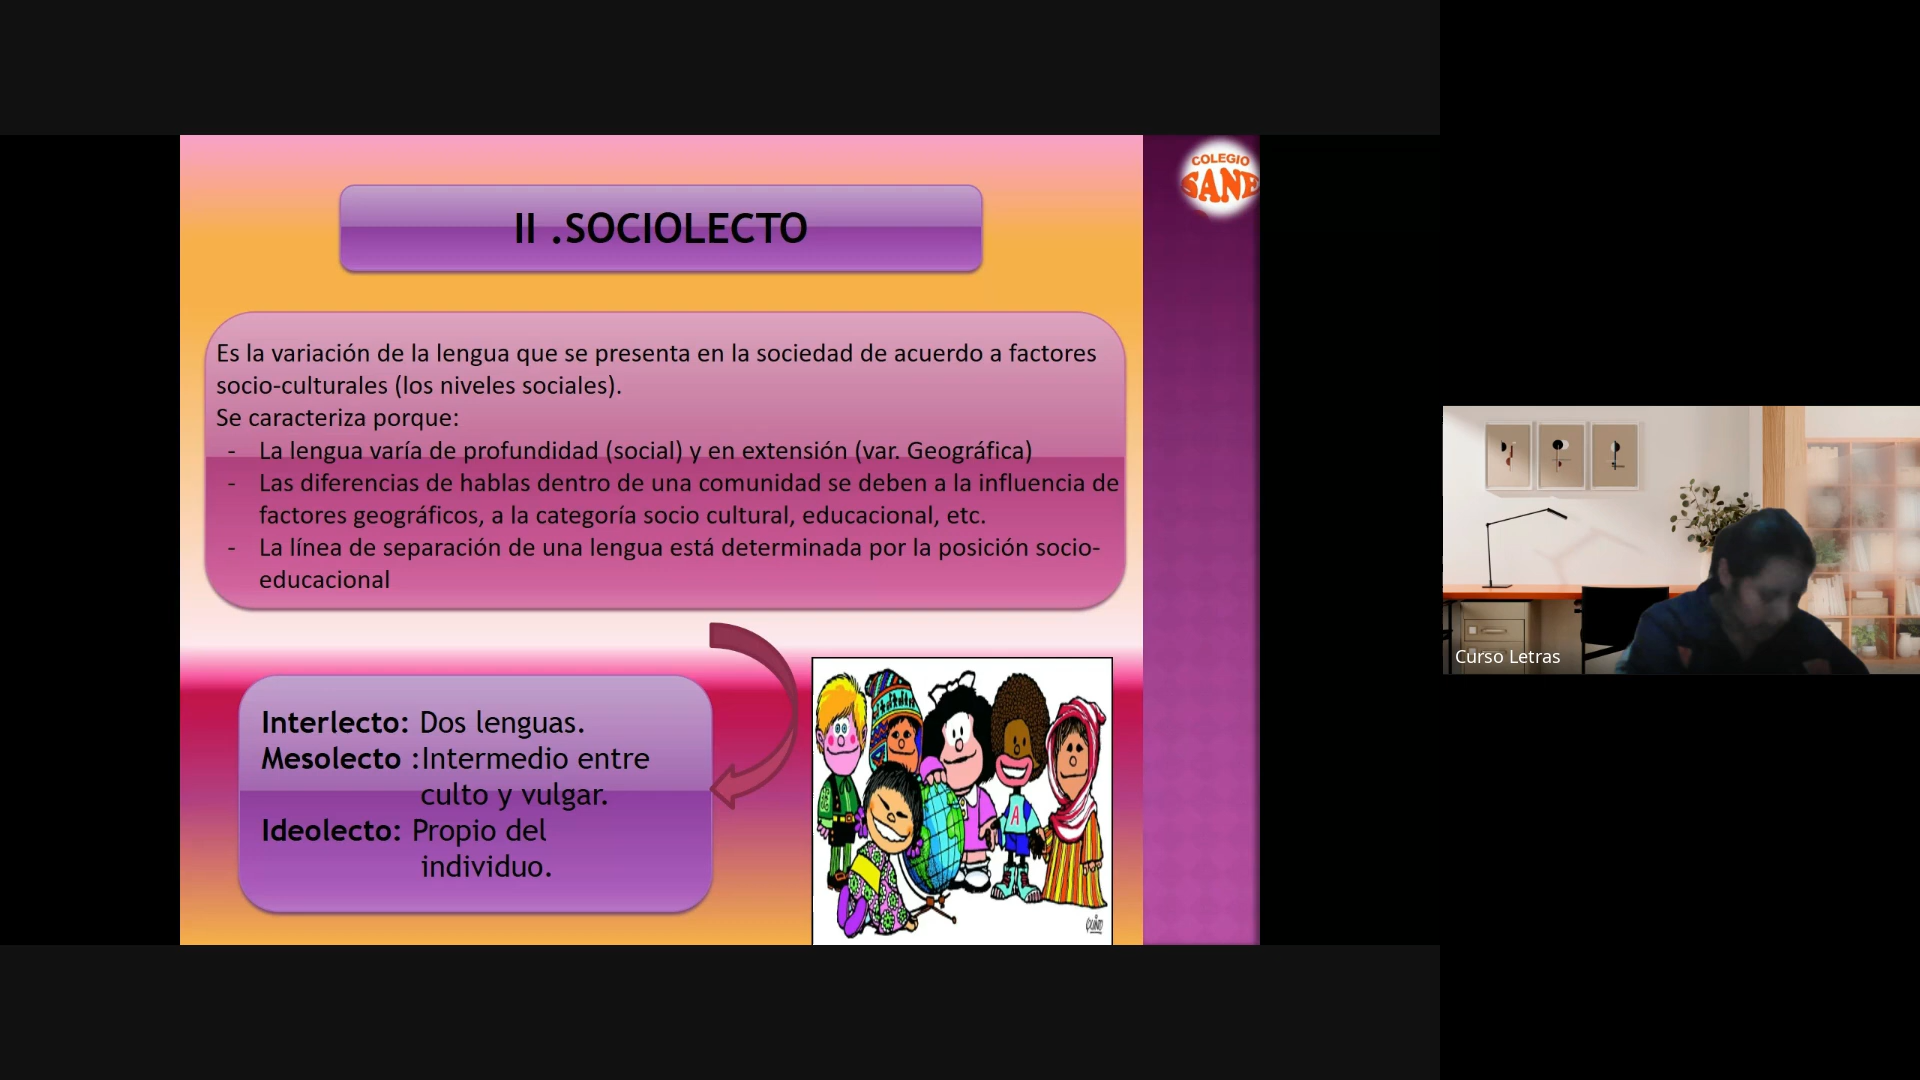 COLEGIO
SANE
II .SOCIOLECTO
Es la variación de la lengua que se presenta en la sociedad de acuerdo a factores
socio-culturales (los niveles sociales).
Se caracteriza porque:
- La lengua varía de profundidad (social) y en extensión (var. Geográfica)
- Las diferencias de hablas dentro de una comunidad se deben a la influencia de
factores geográficos, a la categoría socio cultural, educacional, etc.
- La línea de separación de una lengua está determinada por la posición socio-
educacional
Interlecto: Dos lenguas.
Mesolecto :Intermedio entre
culto y vulgar.
Ideolecto: Propio del
individuo.
A
QUINO
Curso Letras